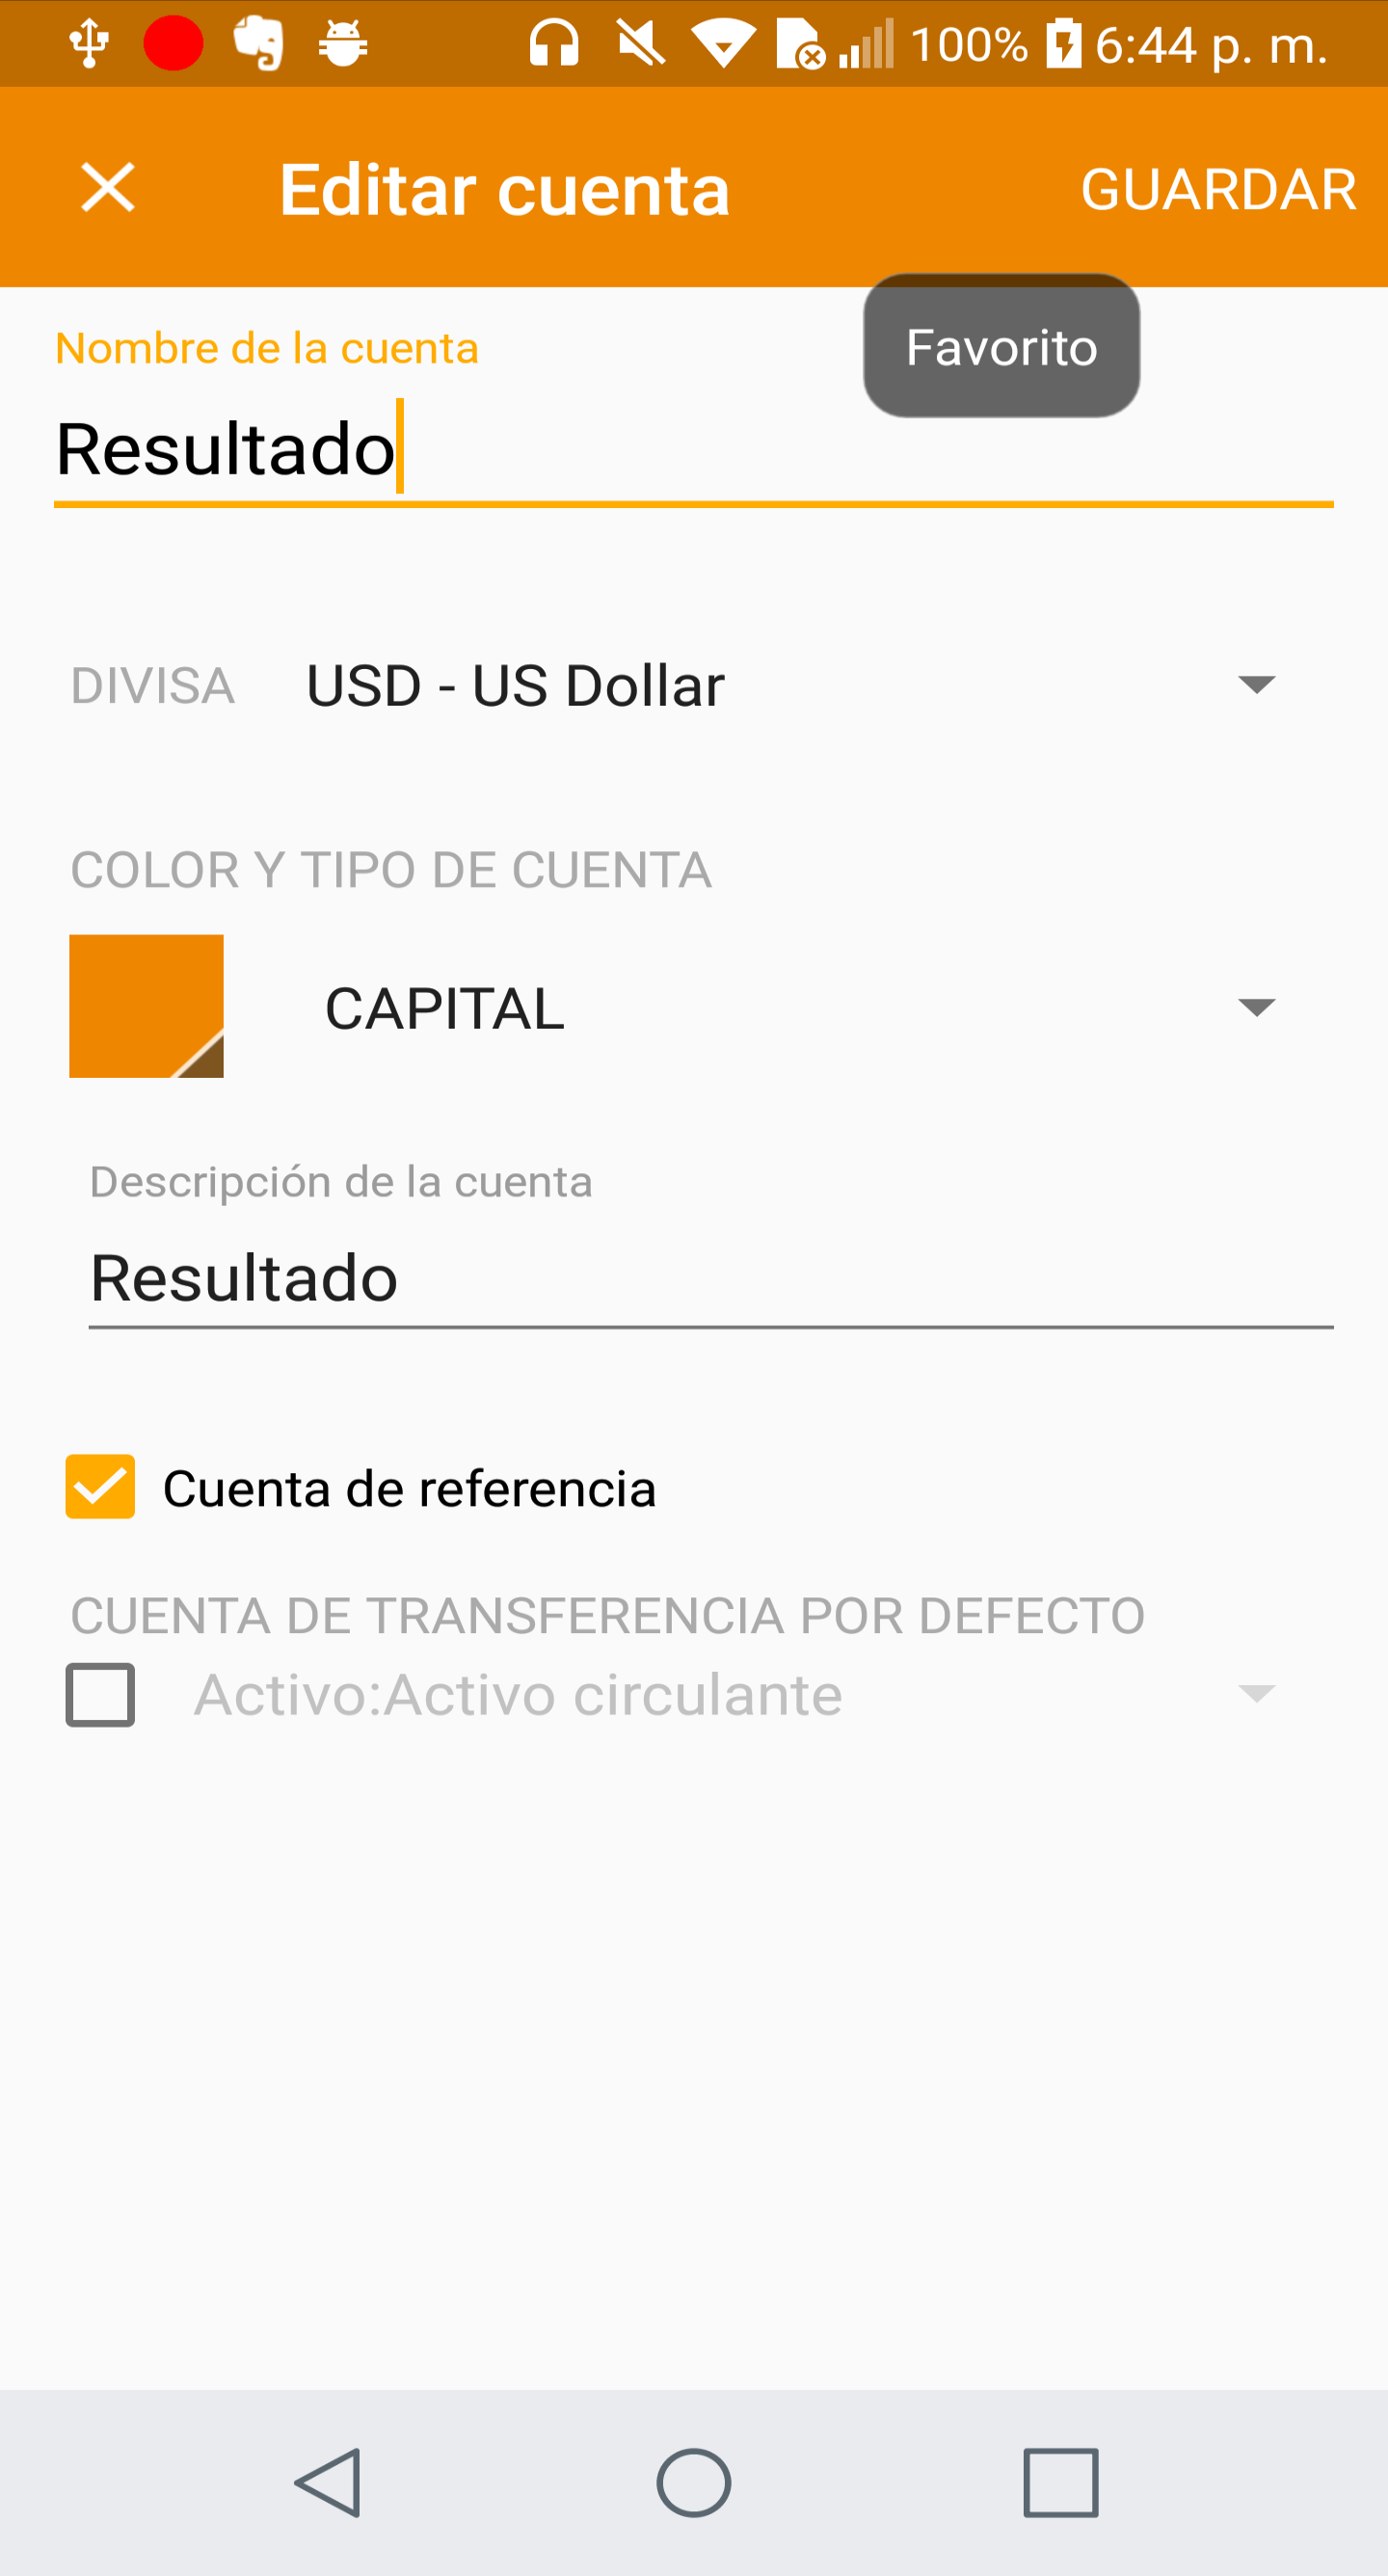 100% 6:44 p. m.
Editar cuenta
GUARDAR
Favorito
Nombre de la cuenta
Resultado
DIVISA USD - US Dollar
COLOR Y TIPO DE CUENTA
CAPITAL
Descripción de la cuenta
Resultado
Cuenta de referencia
CUENTA DE TRANSFERENCIA POR DEFECTO
Activo:Activo circulante